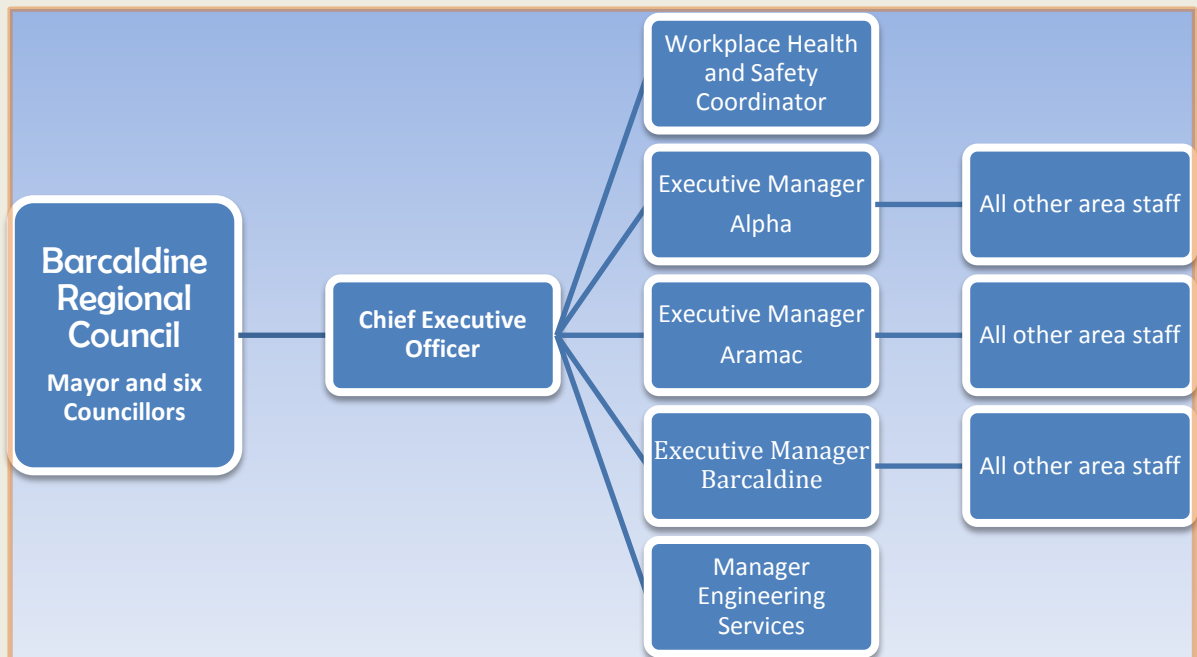 Barcaldine
Regional
Council
Mayor and six
Councillors
Chief Executive
Officer
Workplace Health
and Safety
Coordinator
Executive Manager
Alpha
All other area staff
Executive Manager
Aramac
All other area staff
Executive Manager
Barcaldine
All other area staff
Manager
Engineering
Services